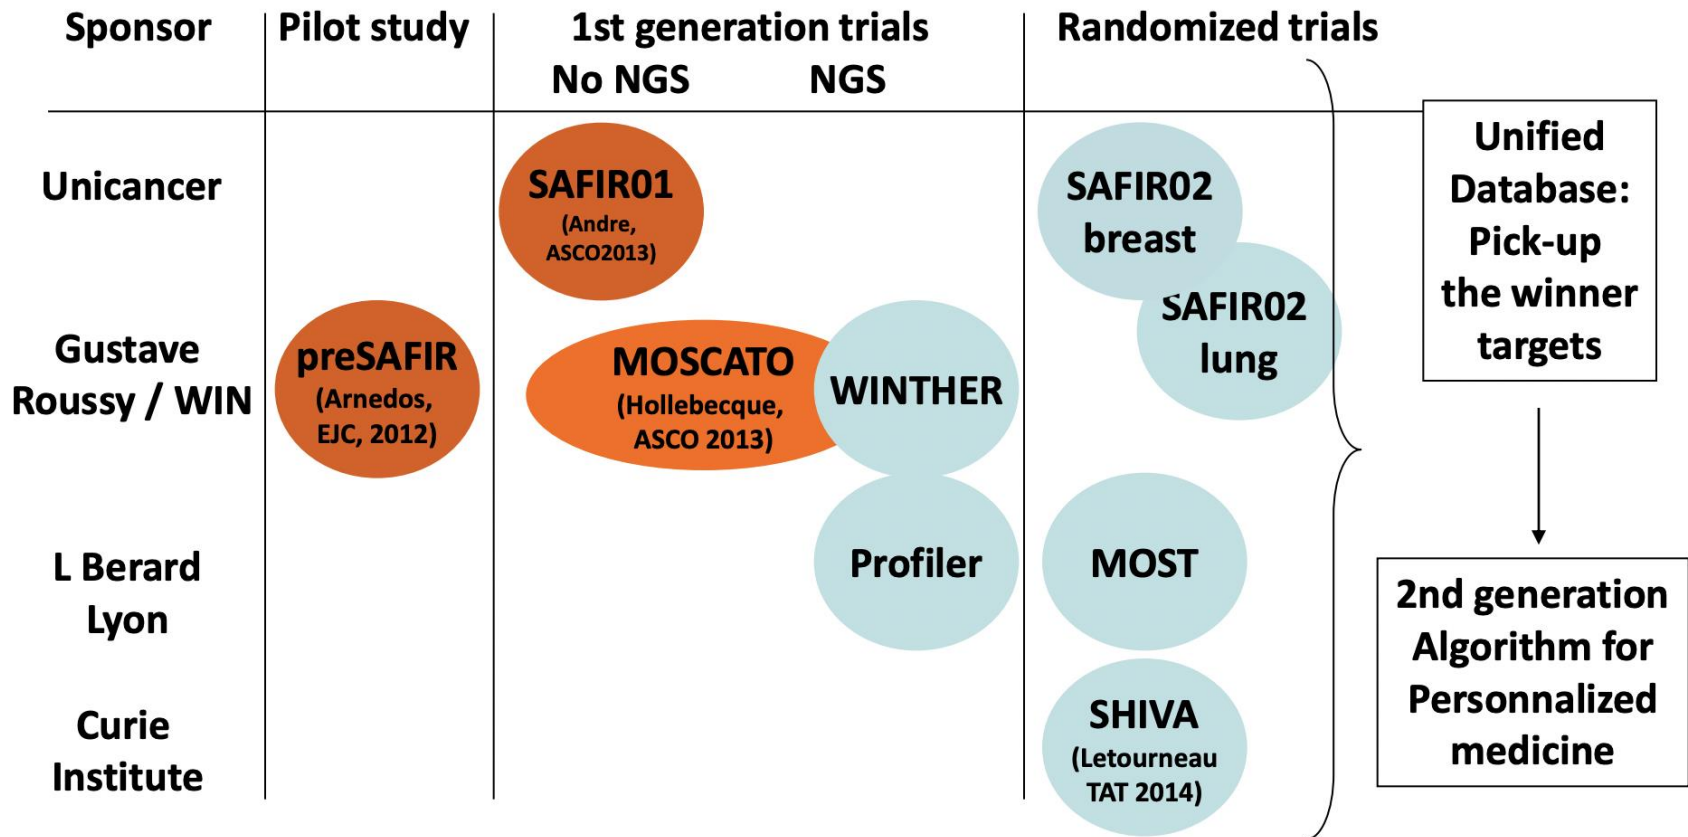 Sponsor
Pilot study
1st generation trials
Randomized trials
No NGS
NGS
Unicancer
SAFIR01
(Andre,
ASCO2013)
SAFIR02
breast
Gustave
Roussy / WIN
preSAFIR
(Arnedos,
EJC, 2012)
MOSCATO
(Hollebecque,
ASCO 2013)
WINTHER
SAFIR02
lung
L Berard
Lyon
Profiler
MOST
Curie
Institute
SHIVA
(Letourneau
TAT 2014)
Unified
Database:
Pick-up
the winner
targets
2nd generation
Algorithm for
Personnalized
medicine